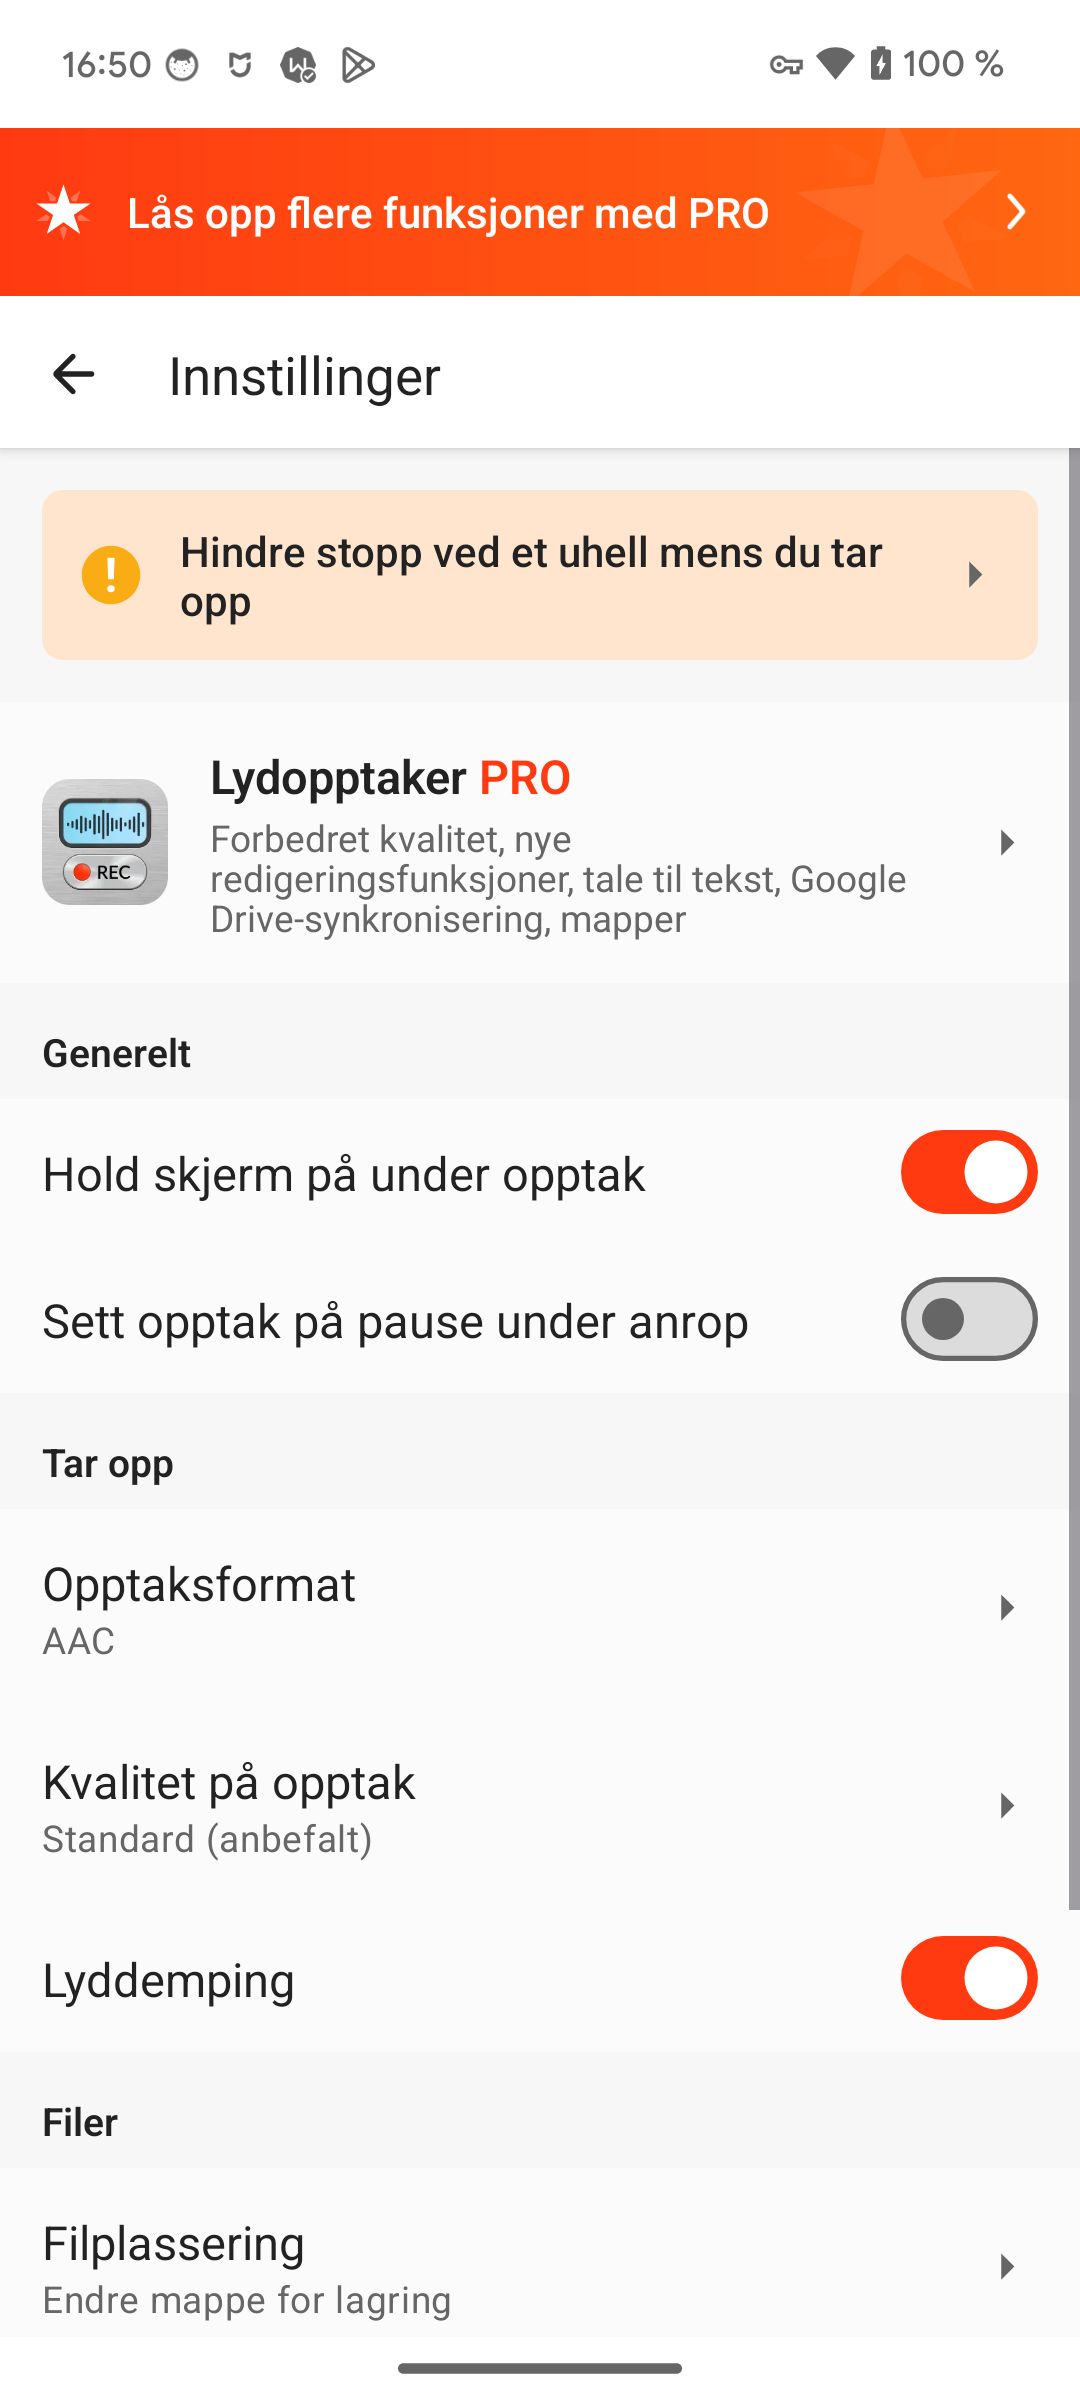 16:50
100 %
Lås opp flere funksjoner med PRO
Innstillinger
Hindre stopp ved et uhell mens du tar
opp
Lydopptaker PRO
Forbedret kvalitet, nye
redigeringsfunksjoner, tale til tekst, Google
Drive-synkronisering, mapper
REC
Generelt
Hold skjerm på under opptak
Sett opptak på pause under anrop
Tar opp
Opptaksformat
AAC
Kvalitet på opptak
Standard (anbefalt)
Lyddemping
Filer
Filplassering
Endre mappe for lagring